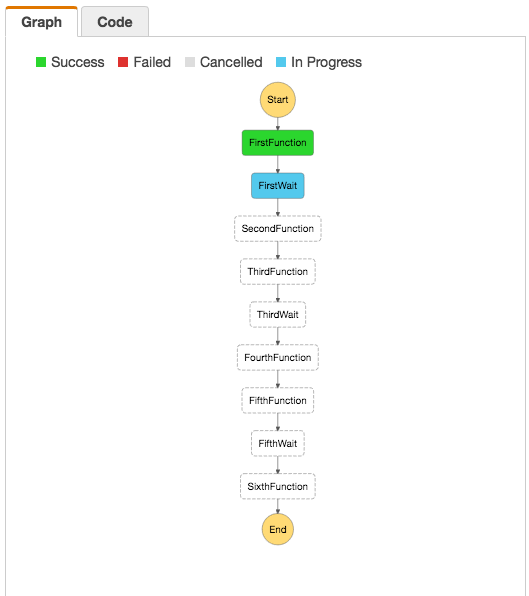 Graph Code
Success Failed Cancelled In Progress
Start
FirstFunction
FirstWait
SecondFunction
ThirdFunction
ThirdWait
FourthFunction
FifthFunction
FifthWait
SixthFunction
End